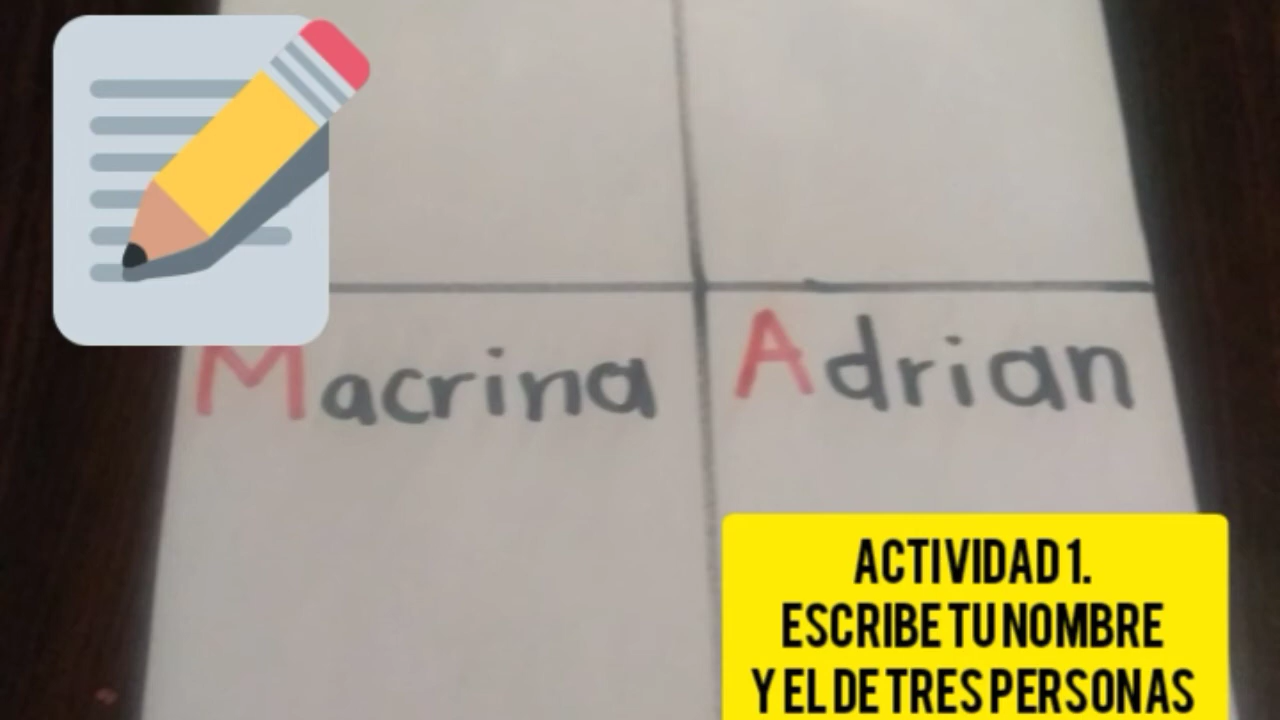 Macrina
Adrian
ACTIVIDAD 1.
ESCRIBE TU NOMBRE
Y EL DE TRES PERSONAS